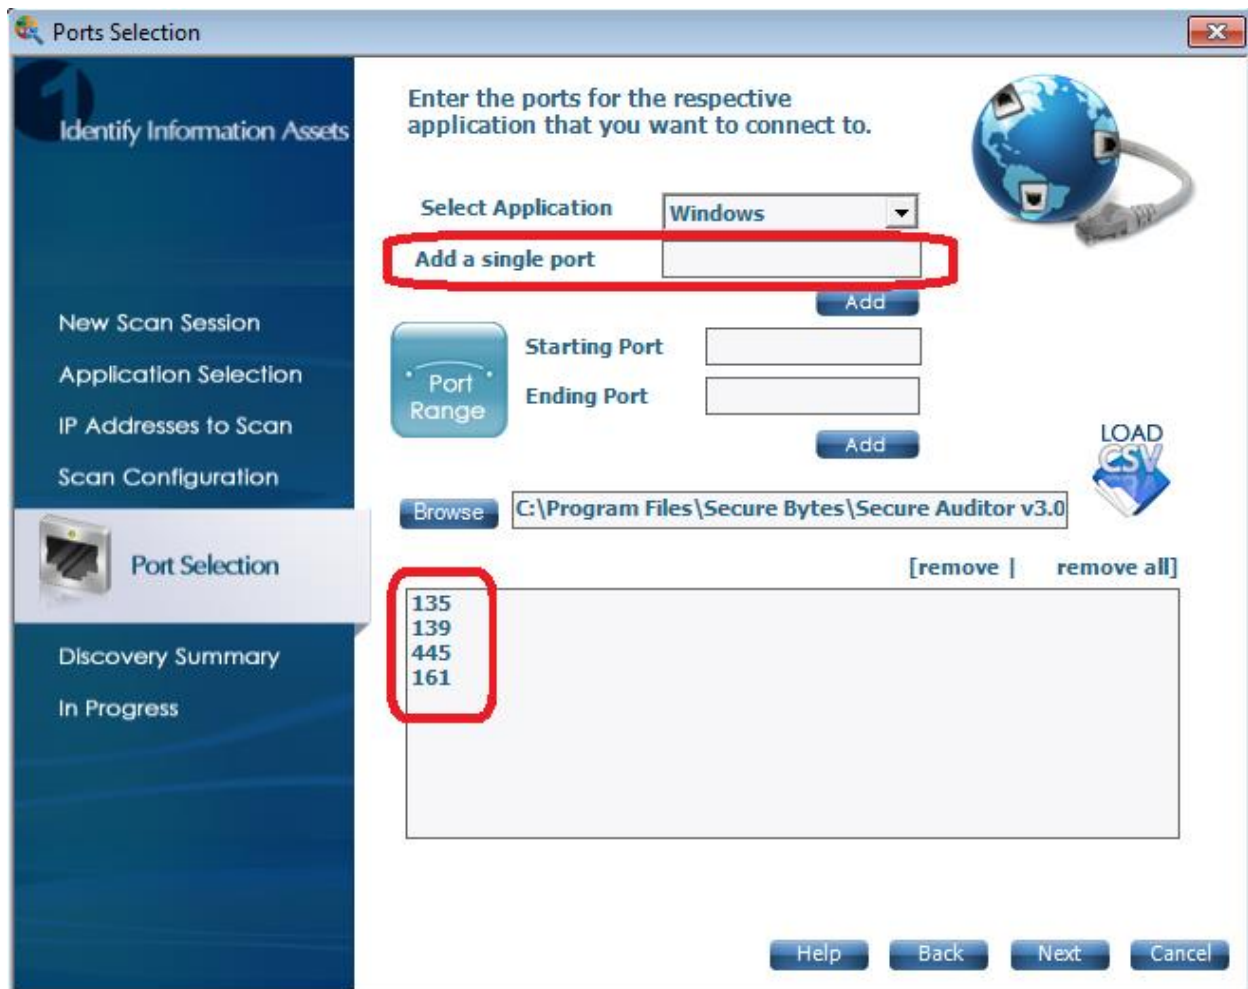 Ports Selection
1
Identify Information Assets
New Scan Session
Application Selection
IP Addresses to Scan
Scan Configuration
Port Selection
Discovery Summary
In Progress
Enter the ports for the respective
application that you want to connect to.
Select Application Windows
Add a single port
Add
Port
Range
Starting Port
Ending Port
Add
LOAD
CSV
Browse C:\Program Files\Secure Bytes\Secure Auditor v3.0
[remove | remove all]
135
139
445
161
Help Back Next Cancel